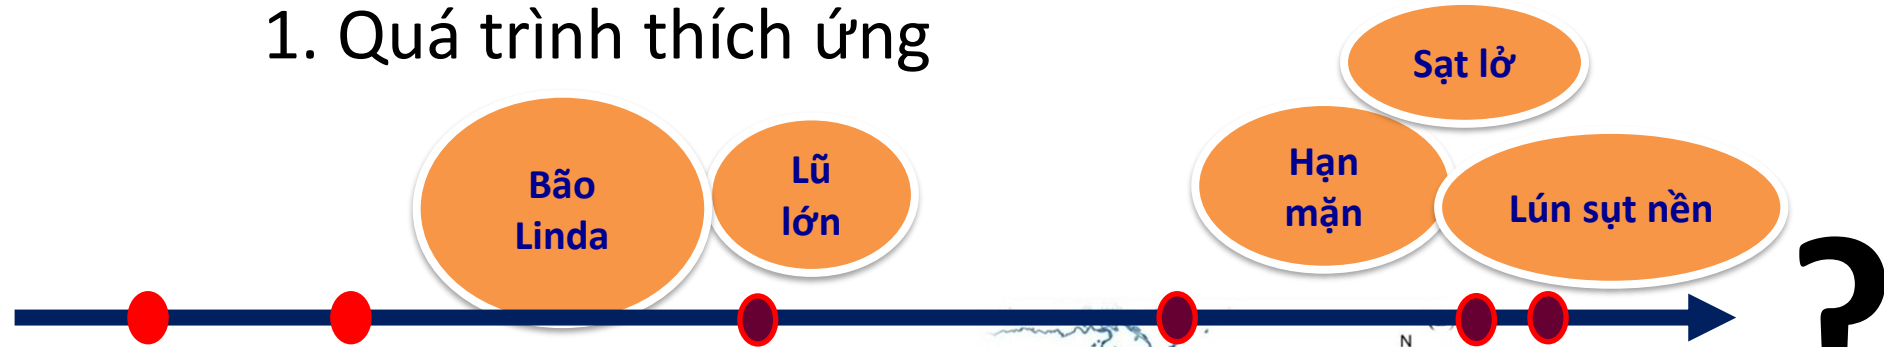 1. Quá trình thích ứng
Sạt lở
Bão
Linda
Lũ
lớn
Hạn
mặn
Lún sụt nền
?
N